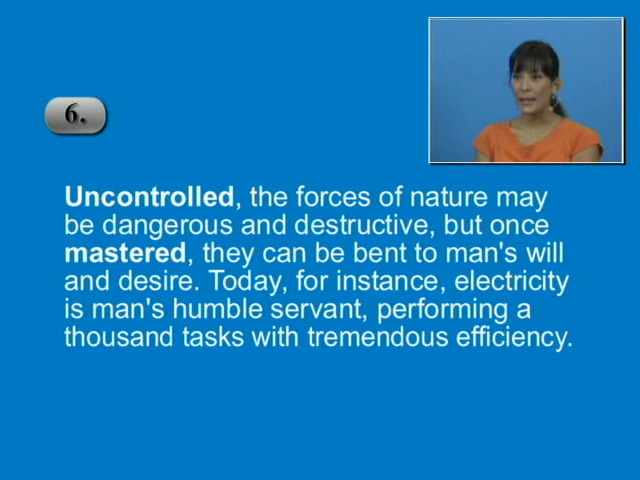 6.
Uncontrolled, the forces of nature may
be dangerous and destructive, but once
mastered, they can be bent to man's will
and desire. Today, for instance, electricity
is man's humble servant, performing a
thousand tasks with tremendous efficiency.